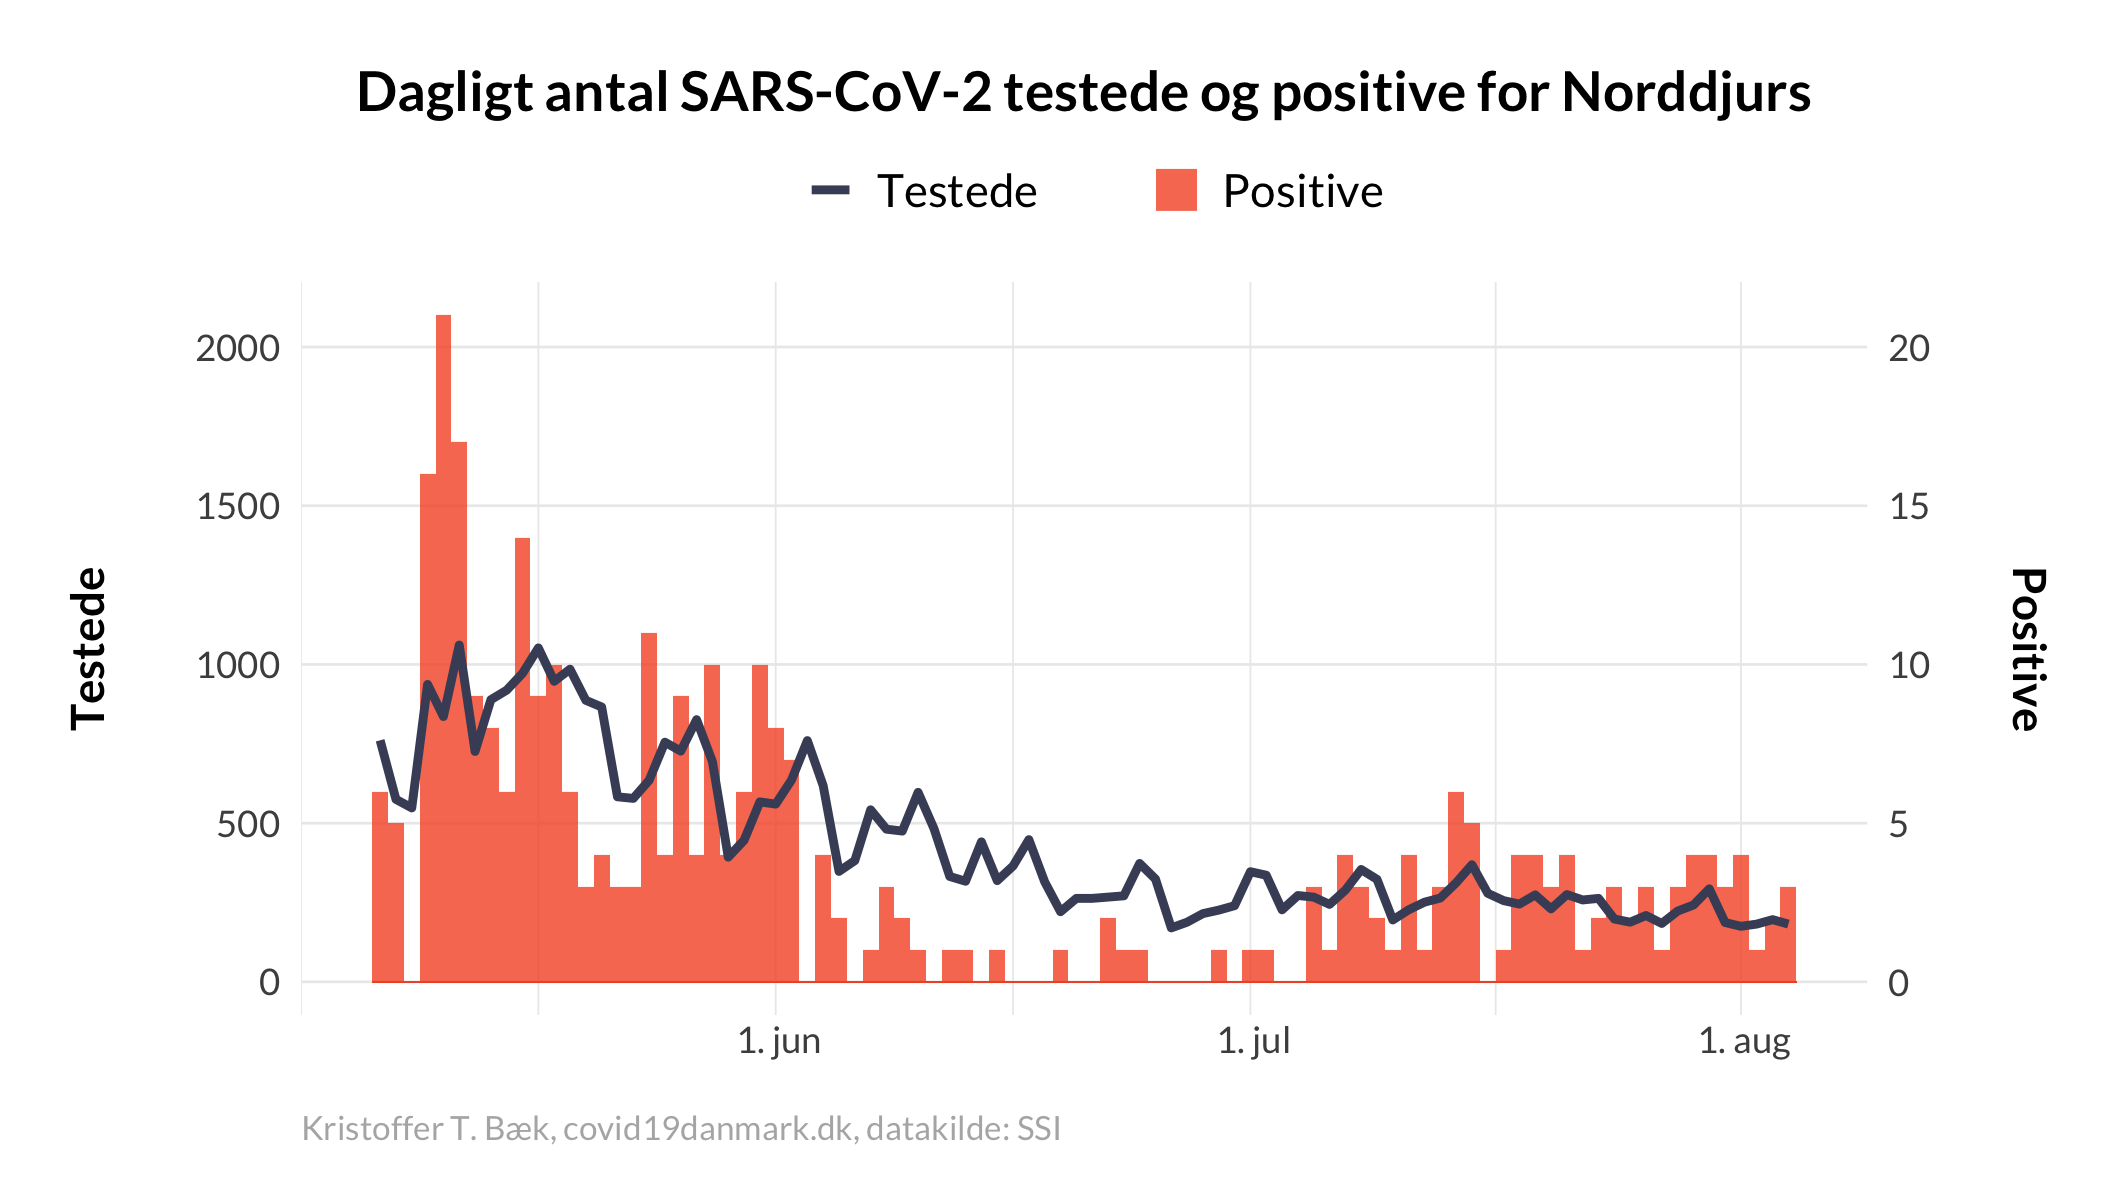 Dagligt antal SARS-CoV-2 testede og positive for Norddjurs
Testede
Positive
2000
1500
1000
500
0
20
15
10
5
0
Testede
Positive
1. jun
1. jul
1. aug
Kristoffer T. Bæk, covid19danmark.dk, datakilde: SSI